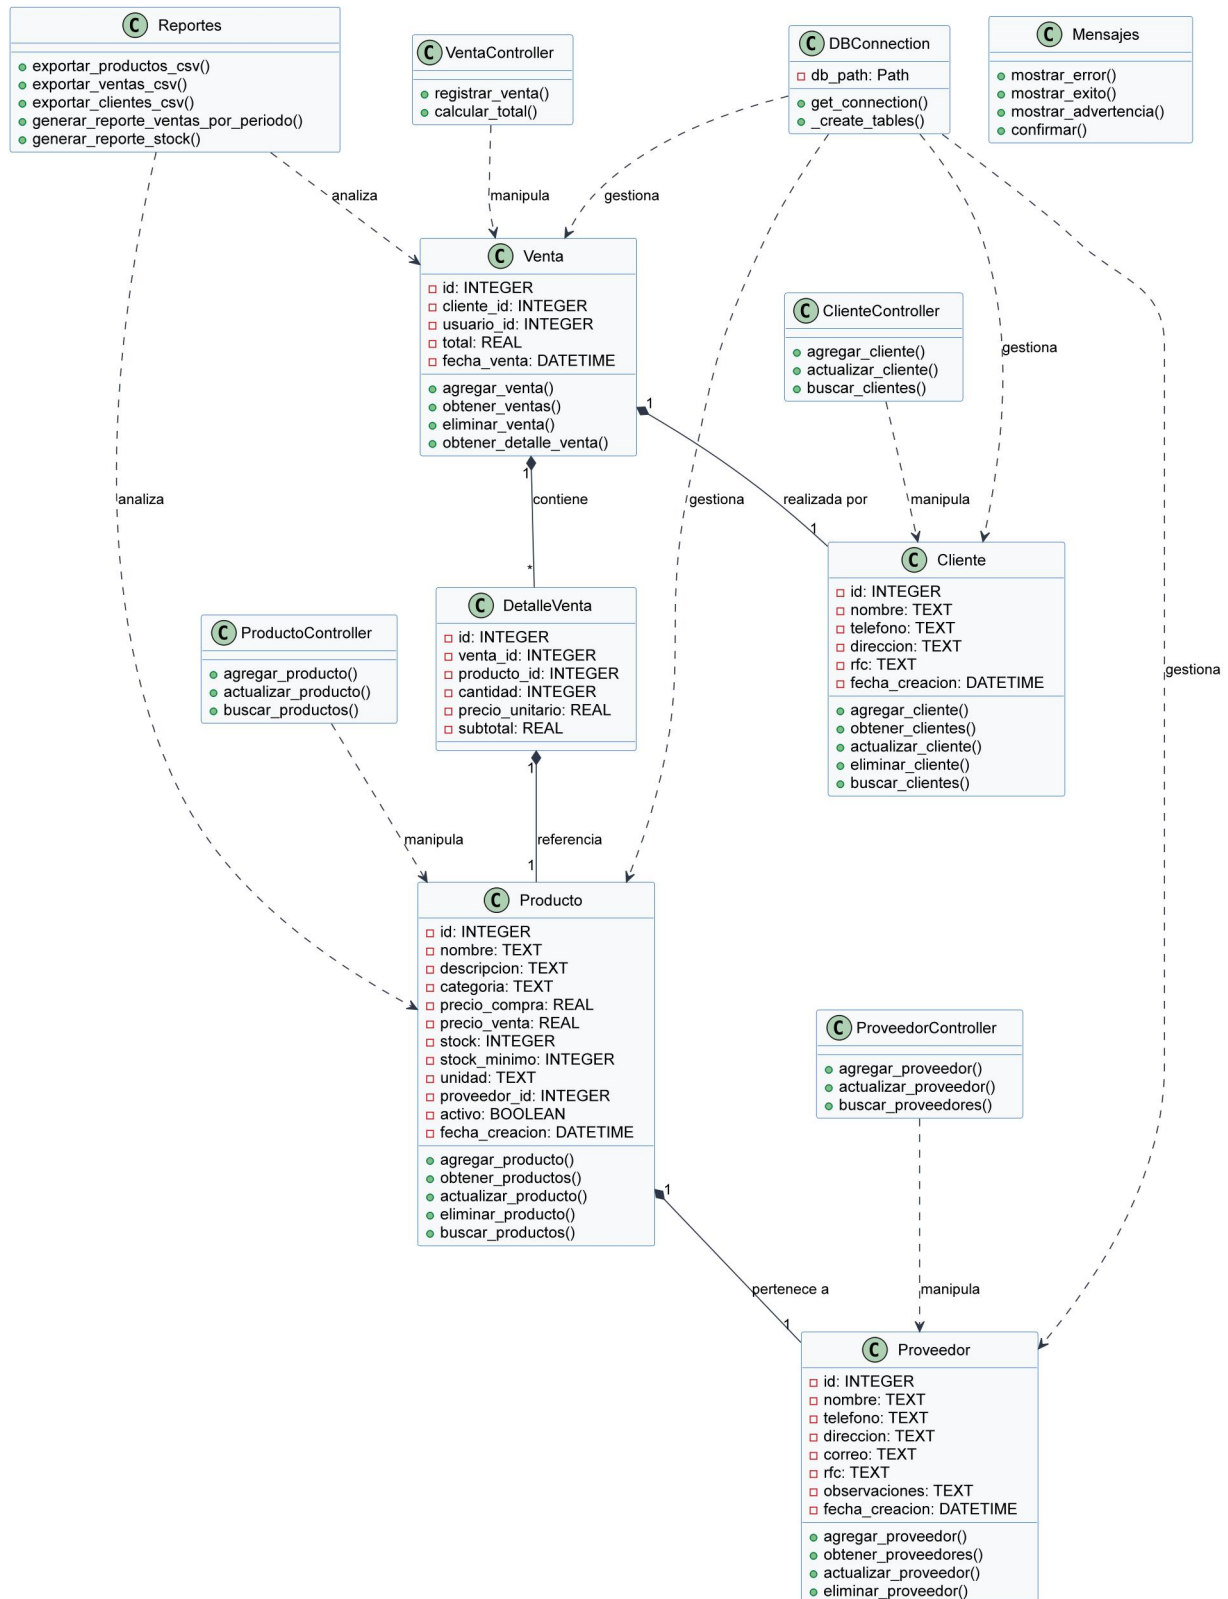 C Reportes
exportar_productos_csv()
exportar_ventas_csv()
exportar_clientes_csv()
generar_reporte_ventas_por_periodo()
generar_reporte_stock()
C VentaController
registrar_venta()
calcular_total()
C DBConnection
db_path: Path
get_connection()
_create_tables()
C Mensajes
mostrar_error()
mostrar_exito()
mostrar_advertencia()
confirmar()
analiza
manipula
gestiona
C Venta
id: INTEGER
cliente_id: INTEGER
usuario_id: INTEGER
total: REAL
fecha_venta: DATETIME
agregar_venta()
obtener_ventas()
eliminar_venta()
obtener_detalle_venta()
C ClienteController
agregar_cliente()
actualizar_cliente()
buscar_clientes()
gestiona
1
1
analiza
contiene
gestiona
realizada por
manipula
1
*
C Cliente
id: INTEGER
nombre: TEXT
telefono: TEXT
direccion: TEXT
rfc: TEXT
fecha_creacion: DATETIME
agregar_cliente()
obtener_clientes()
actualizar_cliente()
eliminar_cliente()
buscar_clientes()
C DetalleVenta
id: INTEGER
venta_id: INTEGER
producto_id: INTEGER
cantidad: INTEGER
precio_unitario: REAL
subtotal: REAL
C ProductoController
agregar_producto()
actualizar_producto()
buscar_productos()
gestiona
1
manipula
referencia
1
C Producto
id: INTEGER
nombre: TEXT
descripcion: TEXT
categoria: TEXT
precio_compra: REAL
precio_venta: REAL
stock: INTEGER
stock_minimo: INTEGER
unidad: TEXT
proveedor_id: INTEGER
activo: BOOLEAN
fecha_creacion: DATETIME
agregar_producto()
obtener_productos()
actualizar_producto()
eliminar_producto()
buscar_productos()
C ProveedorController
agregar_proveedor()
actualizar_proveedor()
buscar_proveedores()
1
pertenece a
manipula
1
C Proveedor
id: INTEGER
nombre: TEXT
telefono: TEXT
direccion: TEXT
correo: TEXT
rfc: TEXT
observaciones: TEXT
fecha_creacion: DATETIME
agregar_proveedor()
obtener_proveedores()
actualizar_proveedor()
eliminar_proveedor()